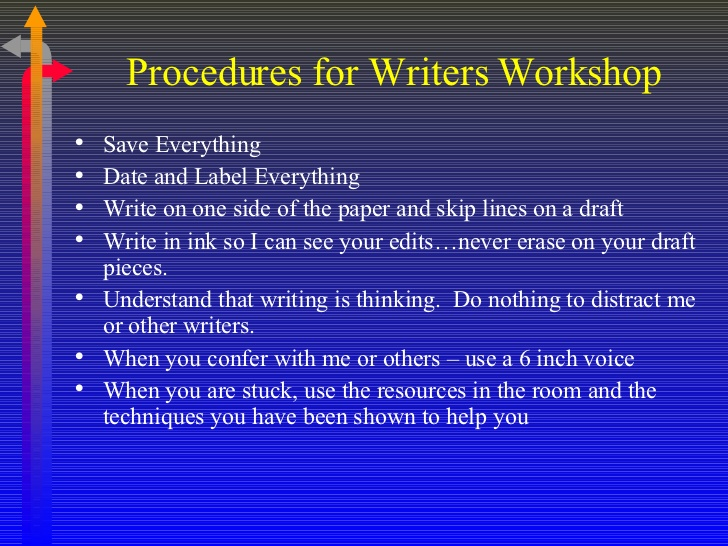 Procedures for Writers Workshop
• Save Everything
• Date and Label Everything
• Write on one side of the paper and skip lines on a draft
• Write in ink so I can see your edits…never erase on your draft
pieces.
• Understand that writing is thinking.  Do nothing to distract me
or other writers.
• When you confer with me or others – use a 6 inch voice
• When you are stuck, use the resources in the room and the
techniques you have been shown to help you